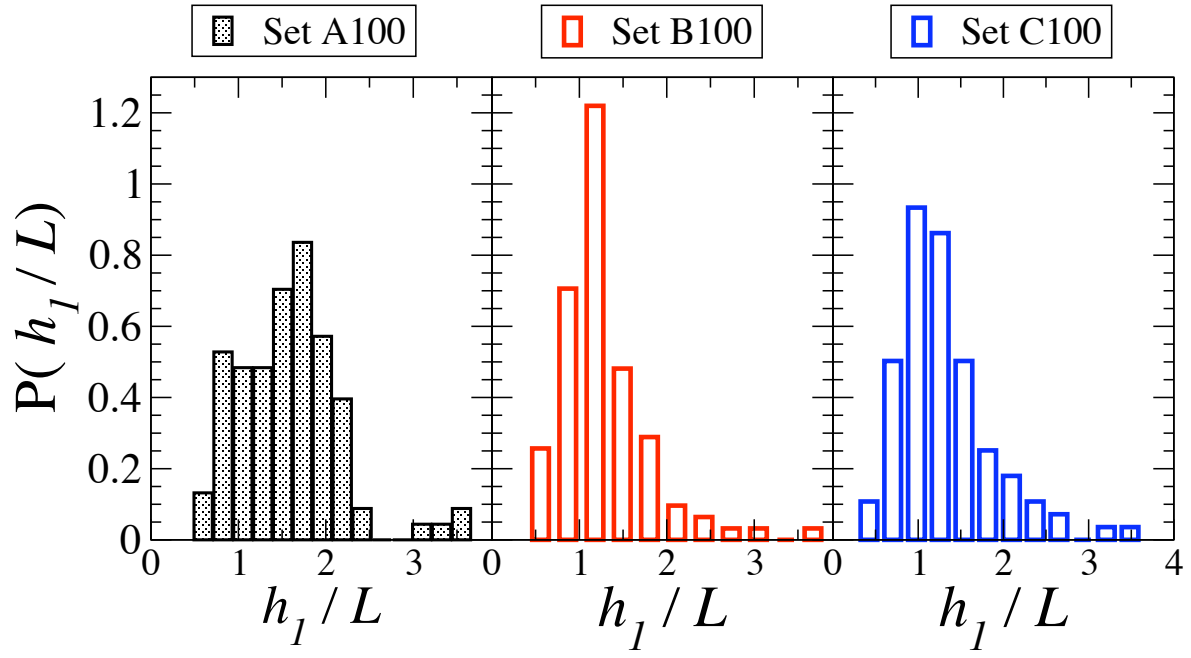 Set A100
Set B100
Set C100
P( h1 / L)
1.2
1
0.8
0.6
0.4
0.2
0
0 1 2 3
0 1 2 3
0 1 2 3 4
h1 / L
h1 / L
h1 / L